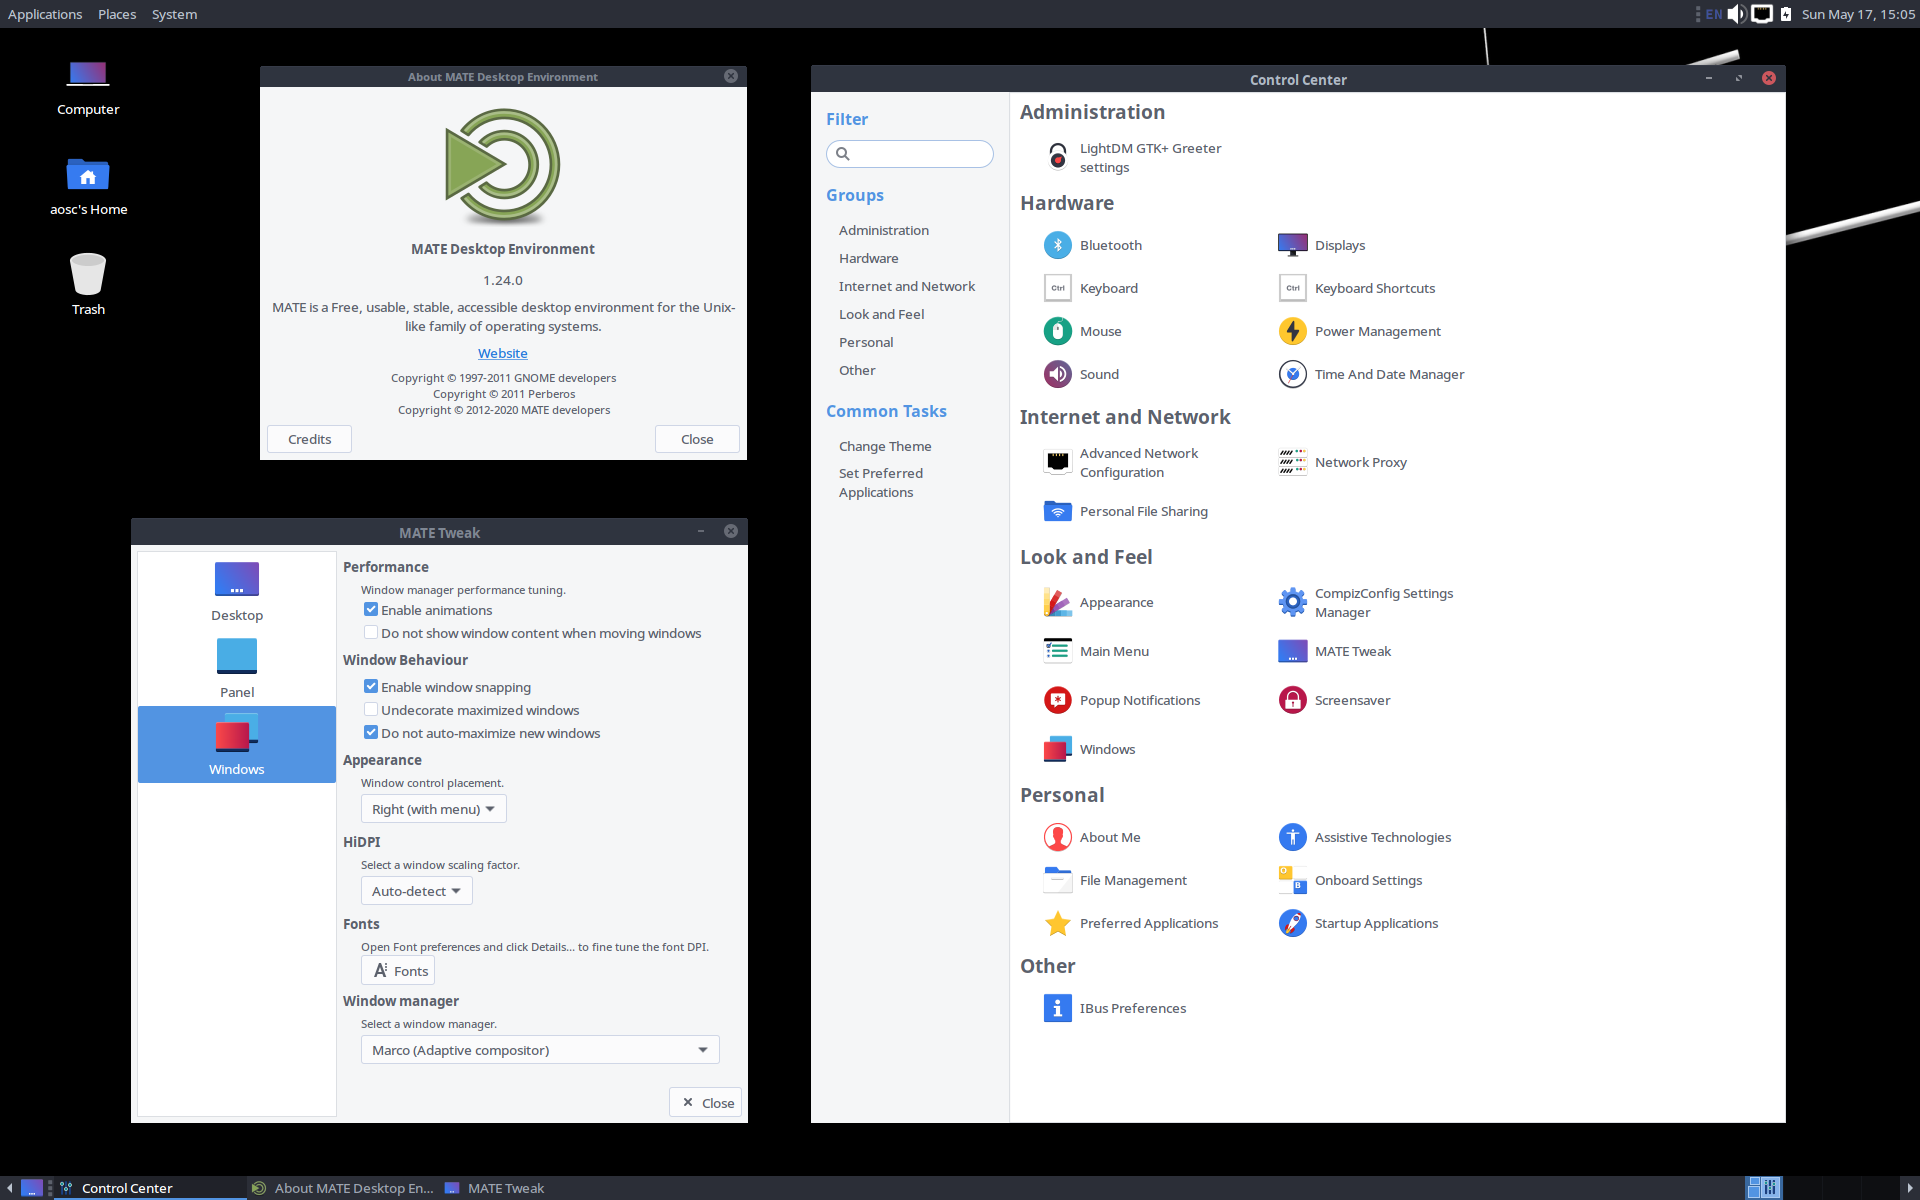 Applications Places System
EN Sun May 17, 15:05
Computer
aosc's Home
Trash
About MATE Desktop Environment
MATE Desktop Environment
1.24.0
MATE is a Free, usable, stable, accessible desktop environment for the Unix-
like family of operating systems.
Website
Copyright © 1997-2011 GNOME developers
Copyright © 2011 Perberos
Copyright © 2012-2020 MATE developers
Credits Close
MATE Tweak
Desktop
Panel
Windows
Performance
Window manager performance tuning.
Enable animations
Do not show window content when moving windows
Window Behaviour
Enable window snapping
Undecorate maximized windows
Do not auto-maximize new windows
Appearance
Window control placement.
Right (with menu)
HiDPI
Select a window scaling factor.
Auto-detect
Fonts
Open Font preferences and click Details... to fine tune the font DPI.
Fonts
Window manager
Select a window manager.
Marco (Adaptive compositor)
Close
Control Center
Filter
Groups
Administration
Hardware
Internet and Network
Look and Feel
Personal
Other
Common Tasks
Change Theme
Set Preferred
Applications
Administration
LightDM GTK+ Greeter
settings
Hardware
Bluetooth Displays
Ctrl Keyboard Ctrl Keyboard Shortcuts
Mouse Power Management
Sound Time And Date Manager
Internet and Network
Advanced Network
Configuration
Network Proxy
Personal File Sharing
Look and Feel
Appearance
CompizConfig Settings
Manager
Main Menu MATE Tweak
Popup Notifications Screensaver
Windows
Personal
About Me Assistive Technologies
File Management Onboard Settings
Preferred Applications Startup Applications
Other
IBus Preferences
Control Center About MATE Desktop En... MATE Tweak